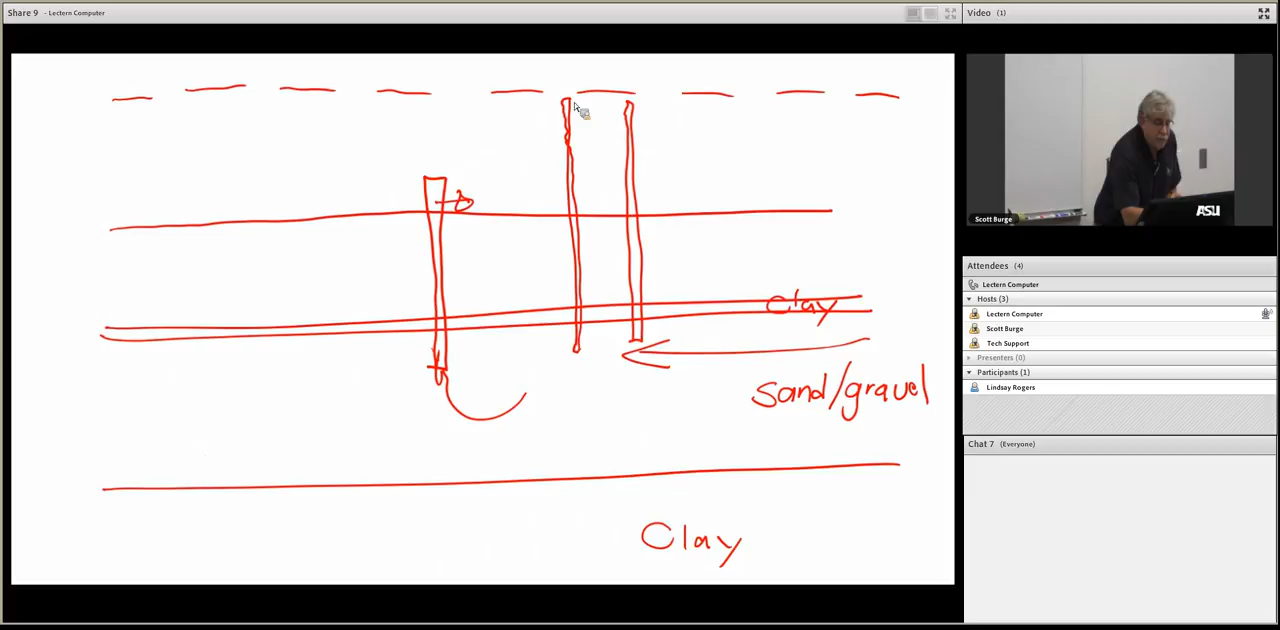 Share 9 - Lectern Computer
Video (1)
Clay
Sand/gravel
Clay
Scott Burge
ASU
Attendees (4)
Lectern Computer
Hosts (3)
Lectern Computer
Scott Burge
Tech Support
Presenters (0)
Participants (1)
Lindsay Rogers
Chat 7 (Everyone)